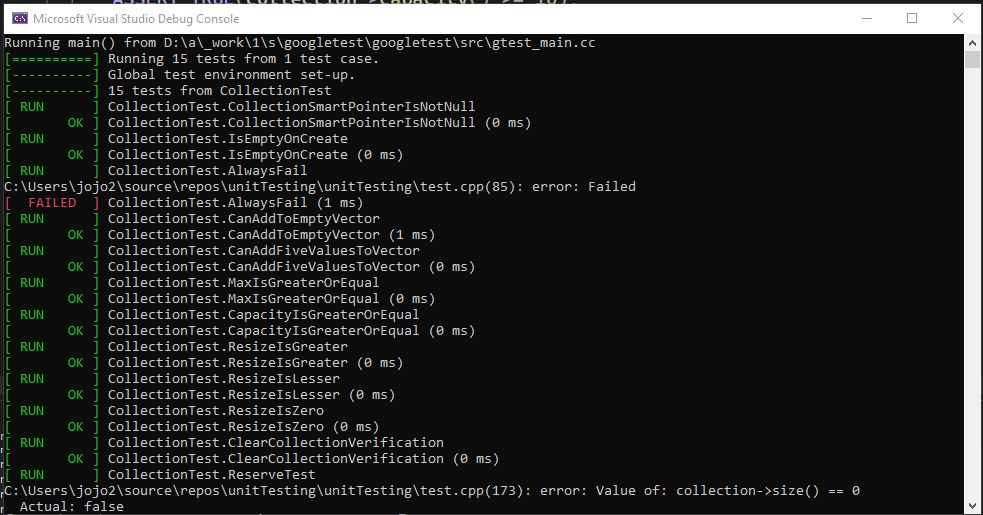 ASSERT_TRUE(collection->capacity() >= 10);
Microsoft Visual Studio Debug Console
Running main() from D:\a\_work\1\s\googletest\googletest\src\gtest_main.cc
[==========] Running 15 tests from 1 test case.
[----------] Global test environment set-up.
[----------] 15 tests from CollectionTest
[ RUN      ] CollectionTest.CollectionSmartPointerIsNotNull
[       OK ] CollectionTest.CollectionSmartPointerIsNotNull (0 ms)
[ RUN      ] CollectionTest.IsEmptyOnCreate
[       OK ] CollectionTest.IsEmptyOnCreate (0 ms)
[ RUN      ] CollectionTest.AlwaysFail
C:\Users\jojo2\source\repos\unitTesting\unitTesting\test.cpp(85): error: Failed
[  FAILED  ] CollectionTest.AlwaysFail (1 ms)
[ RUN      ] CollectionTest.CanAddToEmptyVector
[       OK ] CollectionTest.CanAddToEmptyVector (1 ms)
[ RUN      ] CollectionTest.CanAddFiveValuesToVector
[       OK ] CollectionTest.CanAddFiveValuesToVector (0 ms)
[ RUN      ] CollectionTest.MaxIsGreaterOrEqual
[       OK ] CollectionTest.MaxIsGreaterOrEqual (0 ms)
[ RUN      ] CollectionTest.CapacityIsGreaterOrEqual
[       OK ] CollectionTest.CapacityIsGreaterOrEqual (0 ms)
[ RUN      ] CollectionTest.ResizeIsGreater
[       OK ] CollectionTest.ResizeIsGreater (0 ms)
[ RUN      ] CollectionTest.ResizeIsLesser
[       OK ] CollectionTest.ResizeIsLesser (0 ms)
[ RUN      ] CollectionTest.ResizeIsZero
[       OK ] CollectionTest.ResizeIsZero (0 ms)
[ RUN      ] CollectionTest.ClearCollectionVerification
[       OK ] CollectionTest.ClearCollectionVerification (0 ms)
[ RUN      ] CollectionTest.ReserveTest
C:\Users\jojo2\source\repos\unitTesting\unitTesting\test.cpp(173): error: Value of: collection->size() == 0
  Actual: false